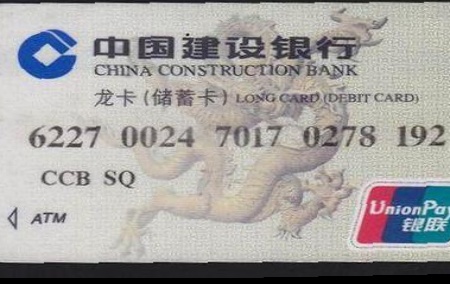 中国建设银行
CHINA CONSTRUCTION BANK
龙卡(储蓄卡) LONG CARD (DEBIT CARD)
6227 0024 7017 0278 192
CCB SQ
ATM
UnionPay
银联